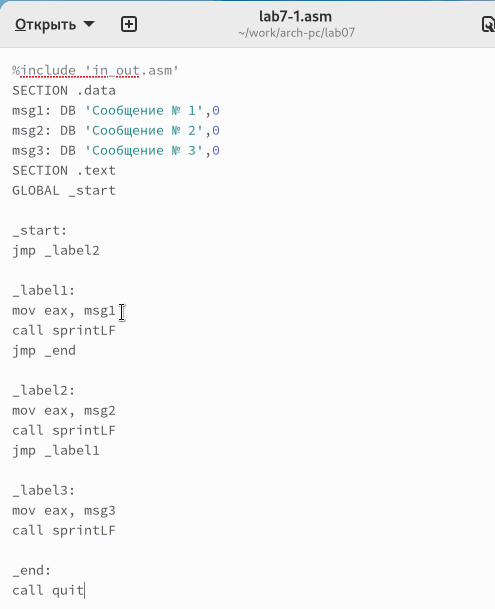 Открыть
lab7-1.asm
~/work/arch-pc/lab07
%include 'in_out.asm'
SECTION .data
msg1: DB 'Сообщение № 1',0
msg2: DB 'Сообщение № 2',0
msg3: DB 'Сообщение № 3',0
SECTION .text
GLOBAL _start
_start:
jmp _label2
_label1:
mov eax, msg1
call sprintLF
jmp _end
_label2:
mov eax, msg2
call sprintLF
jmp _label1
_label3:
mov eax, msg3
call sprintLF
_end:
call quit